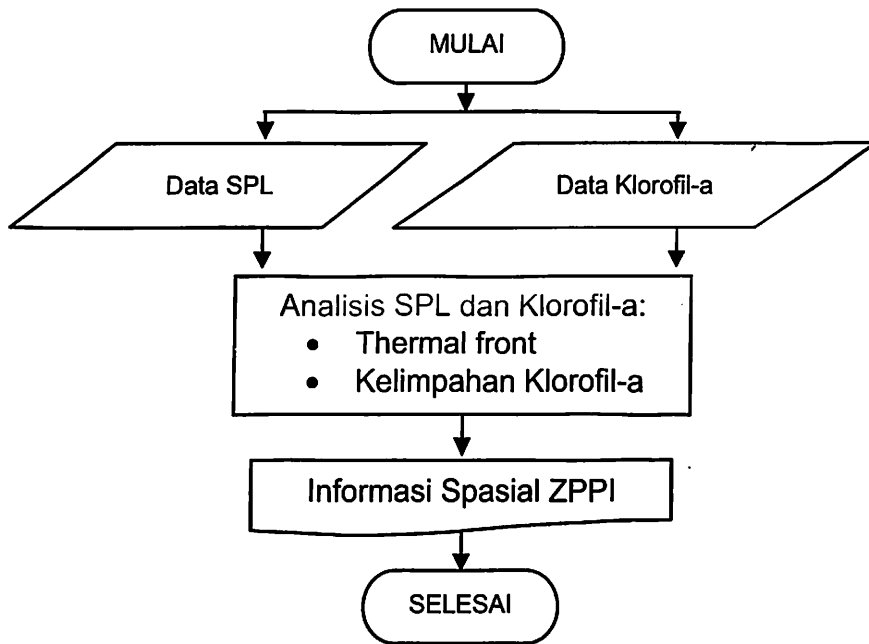 MULAI
Data SPL
Data Klorofil-a
Analisis SPL dan Klorofil-a:
• Thermal front
• Kelimpahan Klorofil-a
Informasi Spasial ZPPI
SELESAI